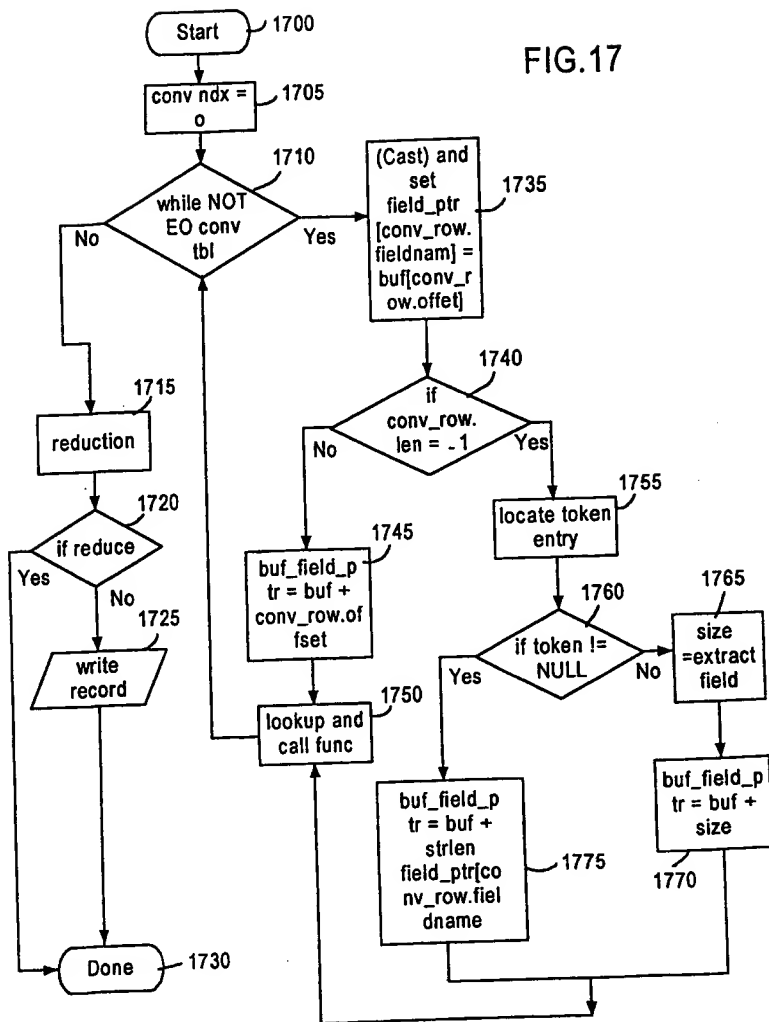 FIG.17
Start
1700
conv ndx =
o
1705
while NOT
EO conv
tbl
1710
No
Yes
(Cast) and
set
field_ptr
[conv_row.
fieldnam] =
buf[conv_r
ow.offet]
1735
if
conv_row.
len = -1
1740
No
Yes
reduction
1715
if reduce
1720
Yes
No
write
record
1725
buf_field_p
tr = buf +
conv_row.of
fset
1745
lookup and
call func
1750
locate token
entry
1755
if token !=
NULL
1760
Yes
No
size
=extract
field
1765
buf_field_p
tr = buf +
size
1770
buf_field_p
tr = buf +
strlen
field_ptr[co
nv_row.fiel
dname
1775
Done
1730